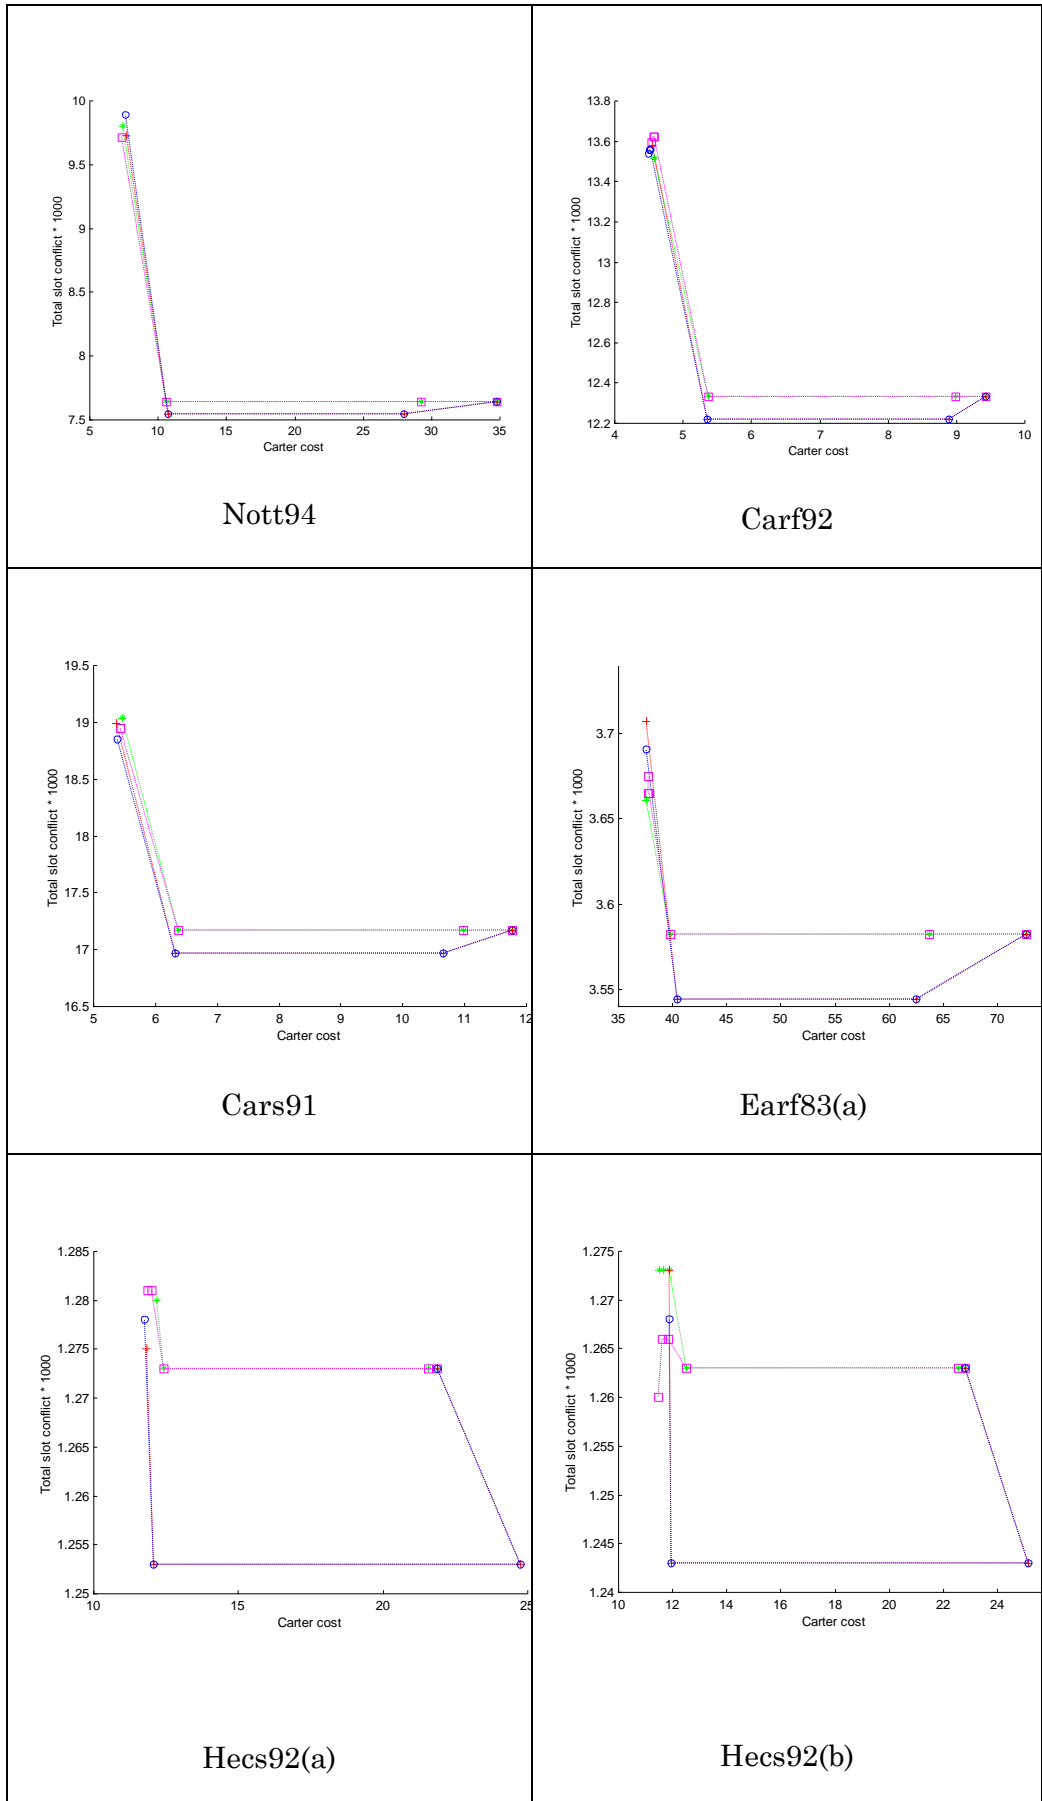 10
9.5
9
8.5
8
7.5
Total slot conflict * 1000
5 10 15 20 25 30 35
Carter cost
Nott94
13.8
13.6
13.4
13.2
13
12.8
12.6
12.4
12.2
Total slot conflict * 1000
4 5 6 7 8 9 10
Carter cost
Carf92
19.5
19
18.5
18
17.5
17
16.5
Total slot conflict * 1000
5 6 7 8 9 10 11 12
Carter cost
Cars91
3.7
3.65
3.6
3.55
Total slot conflict * 1000
35 40 45 50 55 60 65 70
Carter cost
Earf83(a)
1.285
1.28
1.275
1.27
1.265
1.26
1.255
1.25
Total slot conflict * 1000
10 15 20 25
Carter cost
Hecs92(a)
1.275
1.27
1.265
1.26
1.255
1.25
1.245
1.24
Total slot conflict * 1000
10 12 14 16 18 20 22 24
Carter cost
Hecs92(b)